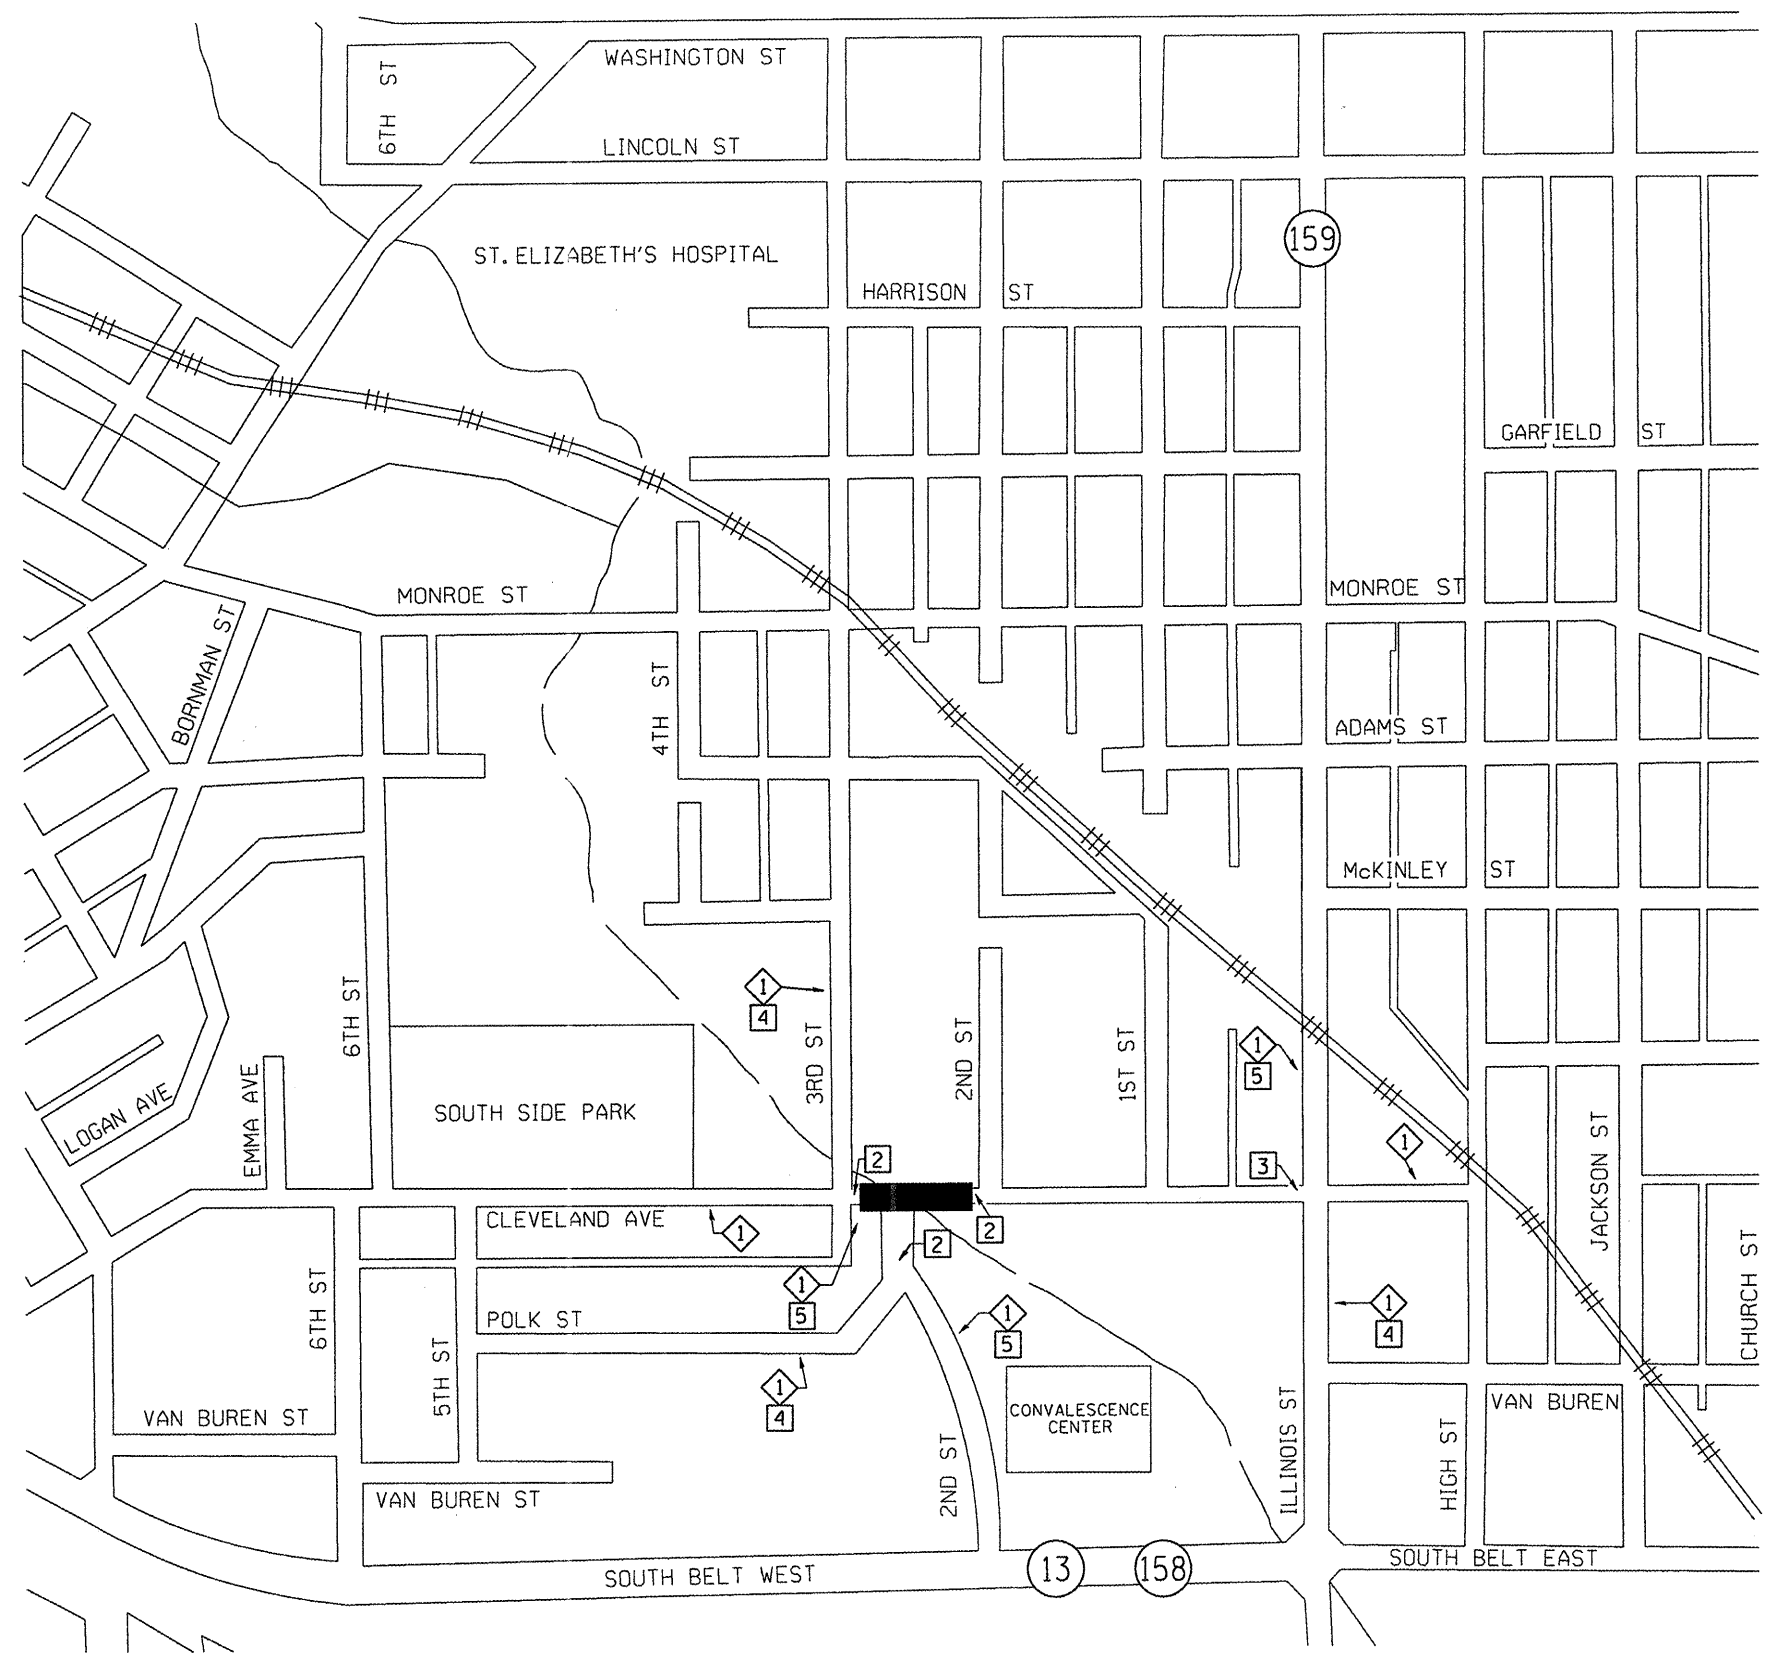 WASHINGTON ST
6TH ST
LINCOLN ST
159
ST. ELIZABETH'S HOSPITAL
HARRISON ST
GARFIELD ST
MONROE ST
MONROE ST
BORNMAN ST
4TH ST
ADAMS ST
McKINLEY ST
1
4
6TH ST
3RD ST
2ND ST
1ST ST
1
5
LOGAN AVE
EMMA AVE
SOUTH SIDE PARK
JACKSON ST
1
2
3
CLEVELAND AVE
1
2
2
CHURCH ST
6TH ST
1
5
POLK ST
1
5
1
4
5TH ST
1
4
VAN BUREN ST
CONVALESCENCE
CENTER
ILLINOIS ST
VAN BUREN
HIGH ST
2ND ST
VAN BUREN ST
SOUTH BELT WEST
13
158
SOUTH BELT EAST